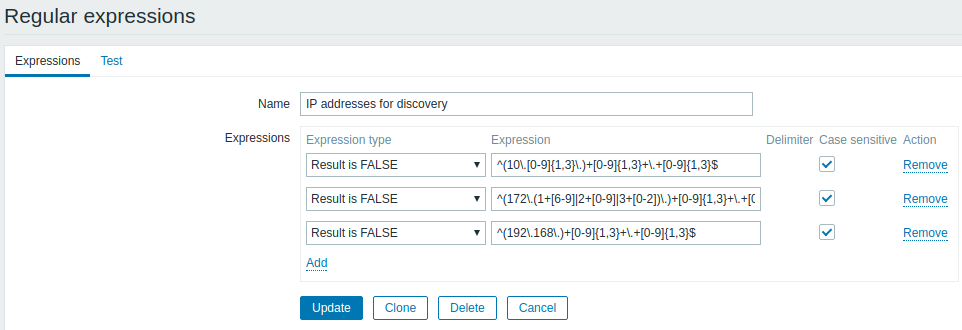 Regular expressions
Expressions Test
Name IP addresses for discovery
Expressions Expression type Expression Delimiter Case sensitive Action
Result is FALSE ^(10\.[0-9]{1,3}\.)+[0-9]{1,3}+\.+[0-9]{1,3}$ Remove
Result is FALSE ^(172\.(1+[6-9]|2+[0-9]|3+[0-2])\.)+[0-9]{1,3}+\.+[0 Remove
Result is FALSE ^(192\.168\.)+[0-9]{1,3}+\.+[0-9]{1,3}$ Remove
Add
Update Clone Delete Cancel